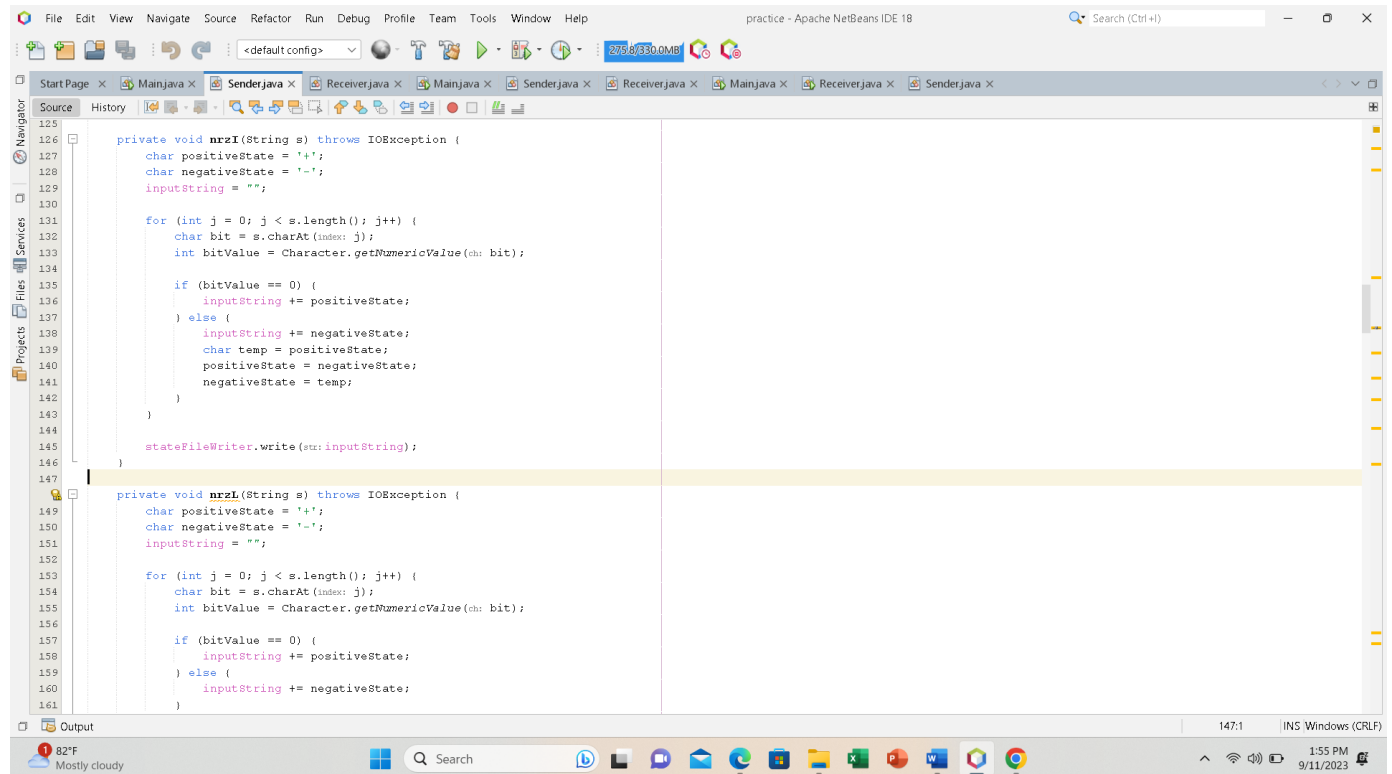 File Edit View Navigate Source Refactor Run Debug Profile Team Tools Window Help practice - Apache NetBeans IDE 18 Search (Ctrl+I)
<default config> 275.8/330.0MB
Start Page Main.java Sender.java Receiver.java Main.java Sender.java Receiver.java Main.java Receiver.java Sender.java
Source History
Navigator
Services
Files
Projects
125
126 private void nrzI(String s) throws IOException {
127 char positiveState = '+';
128 char negativeState = '-';
129 inputString = "";
130
131 for (int j = 0; j < s.length(); j++) {
132 char bit = s.charAt(index: j);
133 int bitValue = Character.getNumericValue(ch: bit);
134
135 if (bitValue == 0) {
136 inputString += positiveState;
137 } else {
138 inputString += negativeState;
139 char temp = positiveState;
140 positiveState = negativeState;
141 negativeState = temp;
142 }
143 }
144
145 stateFileWriter.write(str: inputString);
146 }
147
private void nrzL(String s) throws IOException {
149 char positiveState = '+';
150 char negativeState = '-';
151 inputString = "";
152
153 for (int j = 0; j < s.length(); j++) {
154 char bit = s.charAt(index: j);
155 int bitValue = Character.getNumericValue(ch: bit);
156
157 if (bitValue == 0) {
158 inputString += positiveState;
159 } else {
160 inputString += negativeState;
161 }
Output 147:1 INS Windows (CRLF)
1 82°F
Mostly cloudy
Search
1:55 PM
9/11/2023